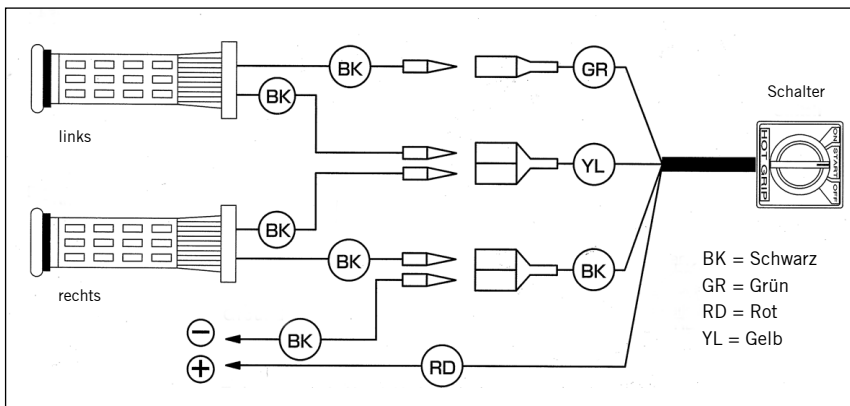 BK
GR
BK
links
Schalter
YL
HOT GRIP
ON
START
OFF
BK
BK
BK
rechts
BK = Schwarz
GR = Grün
RD = Rot
YL = Gelb
−
BK
+
RD